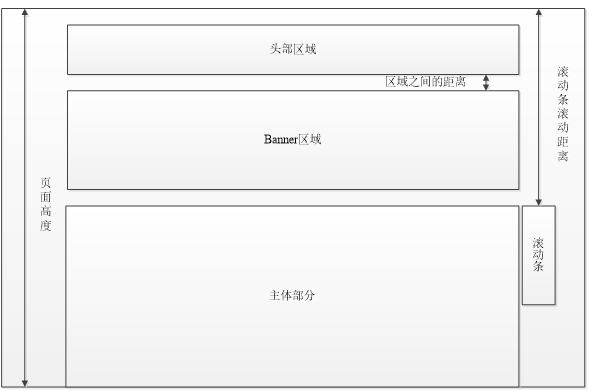 头部区域
区域之间的距离
滚动条滚动距离
Banner区域
页面高度
滚动条
主体部分